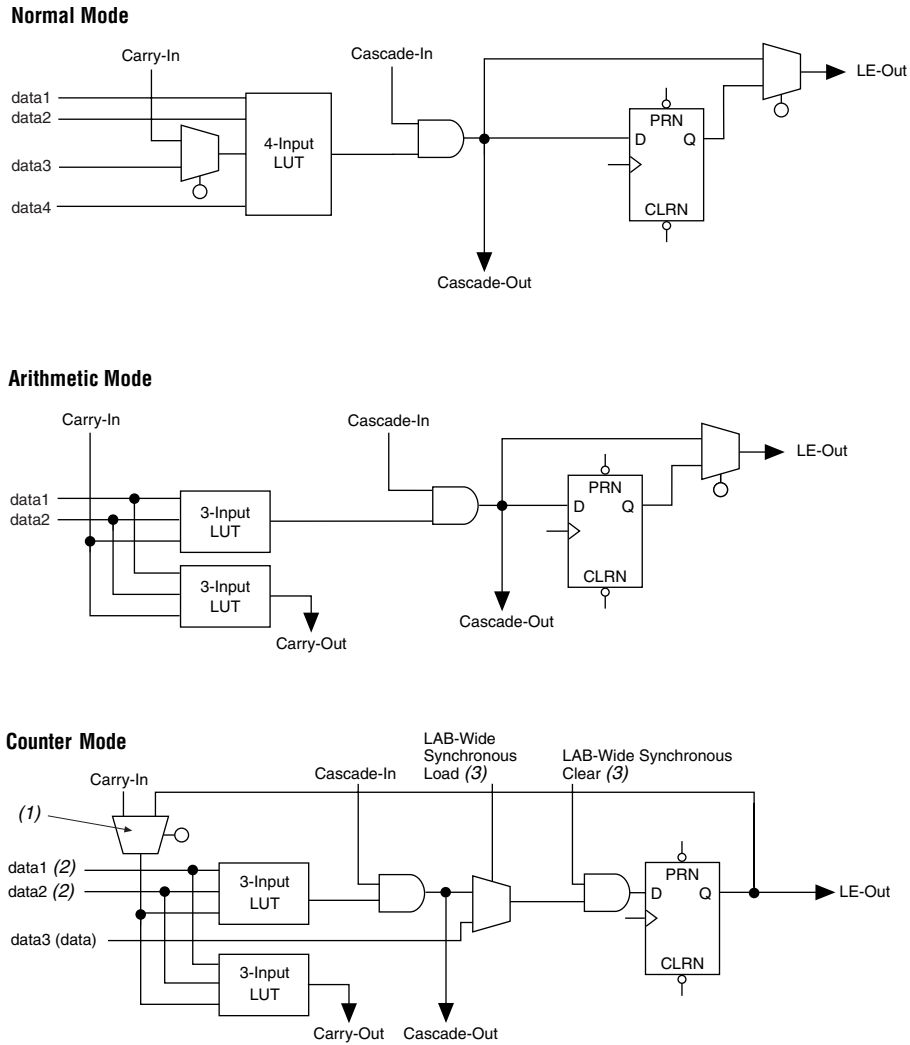 Normal Mode
Carry-In
Cascade-In
LE-Out
data1
data2
4-Input
LUT
PRN
D Q
data3
data4
CLRN
Cascade-Out
Arithmetic Mode
Carry-In
Cascade-In
LE-Out
data1
data2
3-Input
LUT
PRN
D Q
3-Input
LUT
CLRN
Carry-Out
Cascade-Out
Counter Mode
LAB-Wide
Synchronous
Load (3)
LAB-Wide Synchronous
Clear (3)
Carry-In
Cascade-In
(1)
data1 (2)
data2 (2)
3-Input
LUT
PRN
D Q
LE-Out
data3 (data)
3-Input
LUT
CLRN
Carry-Out
Cascade-Out